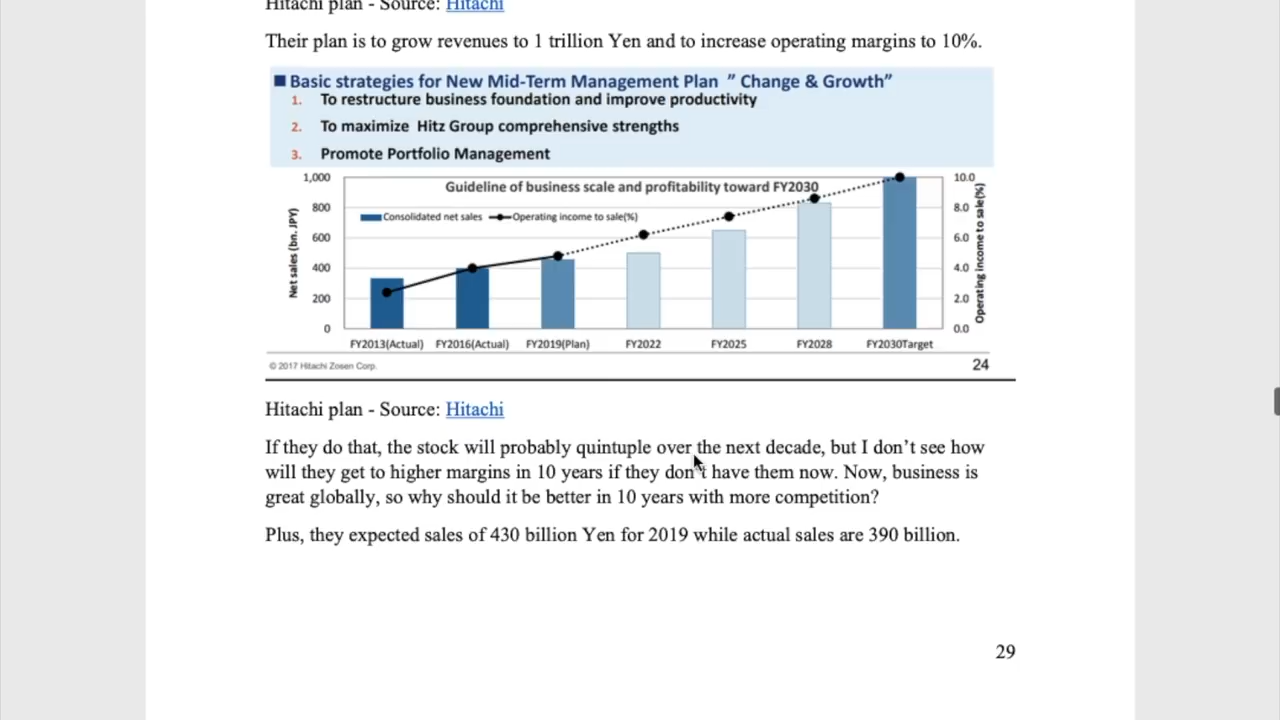 Hitachi plan - Source: Hitachi
Their plan is to grow revenues to 1 trillion Yen and to increase operating margins to 10%.
■ Basic strategies for New Mid-Term Management Plan ” Change & Growth”
1. To restructure business foundation and improve productivity
2. To maximize Hitz Group comprehensive strengths
3. Promote Portfolio Management
Guideline of business scale and profitability toward FY2030
Consolidated net sales Operating income to sale(%)
Net sales (bn. JPY)
1,000
800
600
400
200
0
10.0
8.0
6.0
4.0
2.0
0.0
Operating income to sale(%)
FY2013(Actual) FY2016(Actual) FY2019(Plan) FY2022 FY2025 FY2028 FY2030Target
© 2017 Hitachi Zosen Corp. 24
Hitachi plan - Source: Hitachi
If they do that, the stock will probably quintuple over the next decade, but I don’t see how
will they get to higher margins in 10 years if they don’t have them now. Now, business is
great globally, so why should it be better in 10 years with more competition?
Plus, they expected sales of 430 billion Yen for 2019 while actual sales are 390 billion.
29